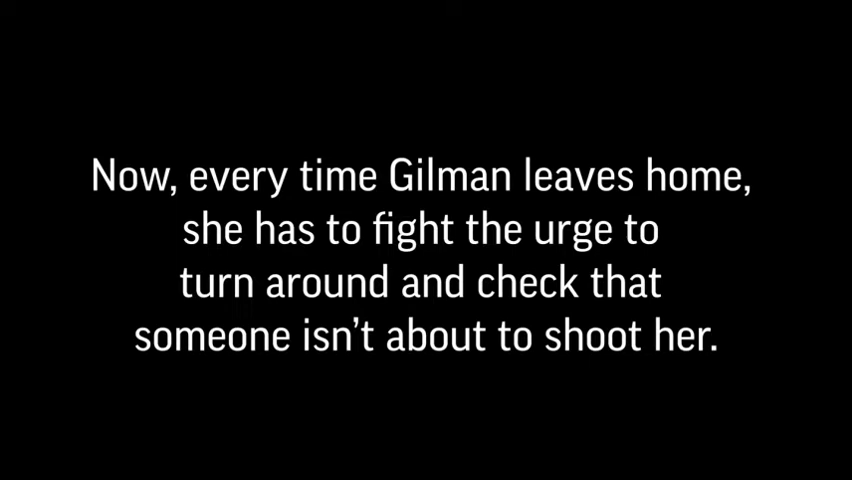 Now, every time Gilman leaves home,
she has to fight the urge to
turn around and check that
someone isn’t about to shoot her.